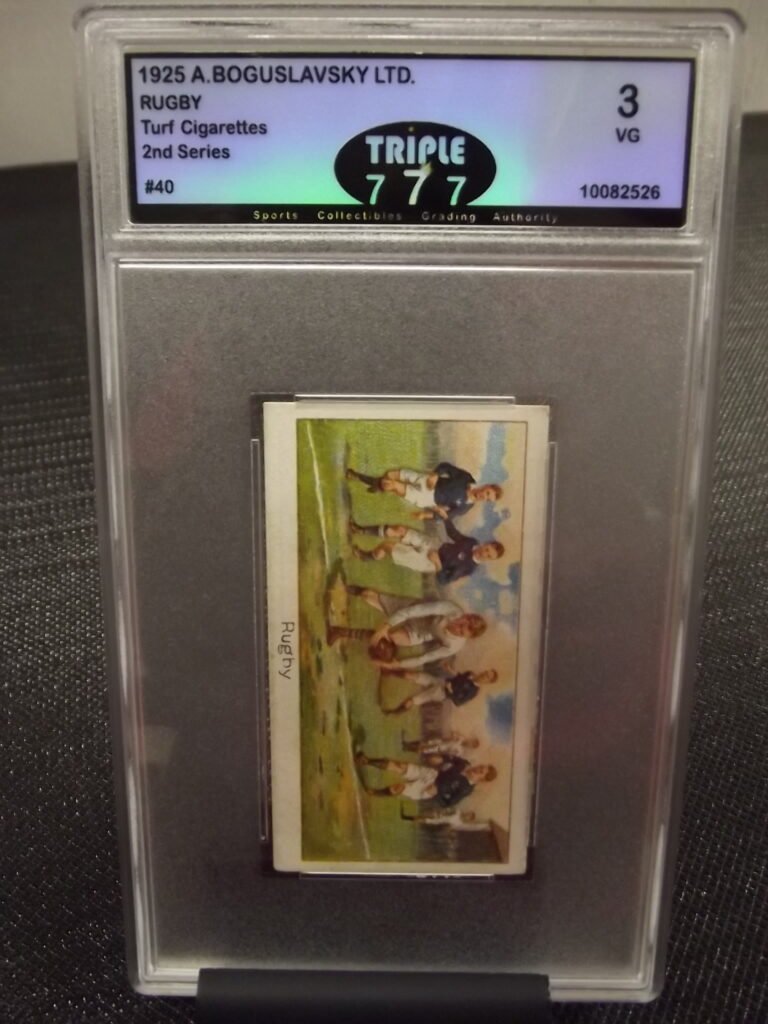 1925 A.BOGUSLAVSKY LTD.
RUGBY
Turf Cigarettes
2nd Series
#40
3
VG
TRIPLE
777
10082526
Sports Collectibles Grading Authority
Rugby